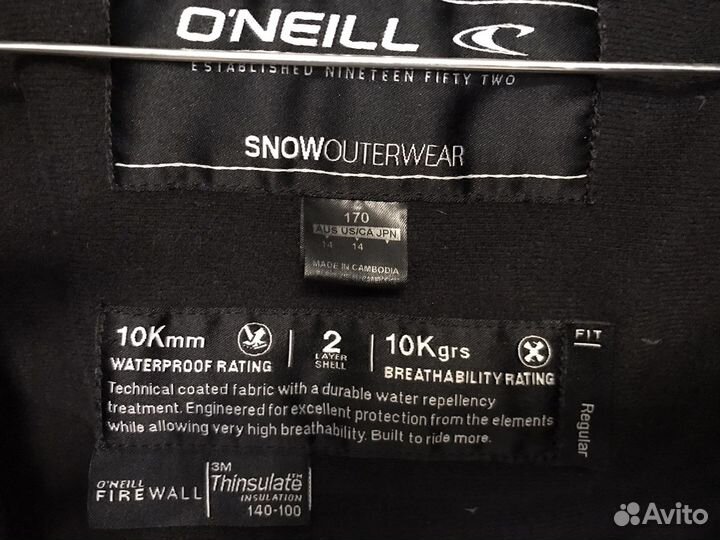 O'NEILL
ESTABLISHED NINETEEN FIFTY TWO
SNOWOUTERWEAR
170
AUS US/CA JPN
14 14
MADE IN CAMBODIA
10Kmm
WATERPROOF RATING
2
LAYER
SHELL
10Kgrs
BREATHABILITY RATING
Technical coated fabric with a durable water repellency
treatment. Engineered for excellent protection from the elements
while allowing very high breathability. Built to ride more.
FIT
Regular
O'NEILL
FIREWALL
3M
Thinsulate™
INSULATION
140-100
Avito